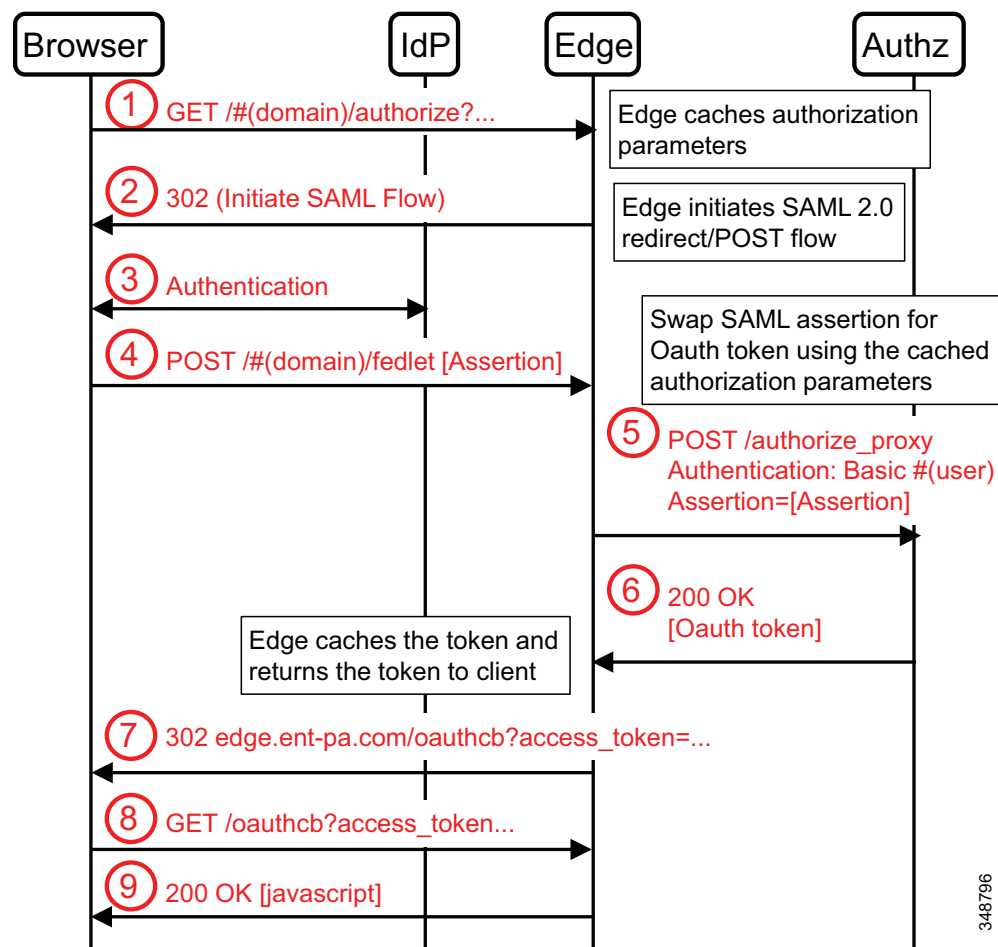 Browser
IdP
Edge
Authz
1
GET /#(domain)/authorize?...
Edge caches authorization
parameters
2
302 (Initiate SAML Flow)
Edge initiates SAML 2.0
redirect/POST flow
3
Authentication
Swap SAML assertion for
Oauth token using the cached
authorization parameters
4
POST /#(domain)/fedlet [Assertion]
5
POST /authorize_proxy
Authentication: Basic #(user)
Assertion=[Assertion]
6
200 OK
[Oauth token]
Edge caches the token and
returns the token to client
7
302 edge.ent-pa.com/oauthcb?access_token=...
8
GET /oauthcb?access_token...
9
200 OK [javascript]
348796